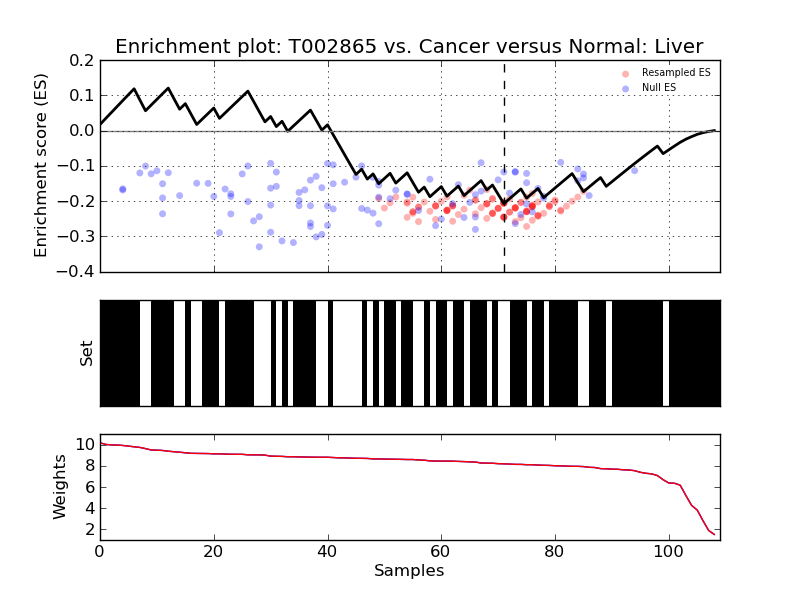 Enrichment plot: T002865 vs. Cancer versus Normal: Liver
Enrichment score (ES)
0.2
0.1
0.0
−0.1
−0.2
−0.3
−0.4
Resampled ES
Null ES
Set
Weights
10
8
6
4
2
0 20 40 60 80 100
Samples